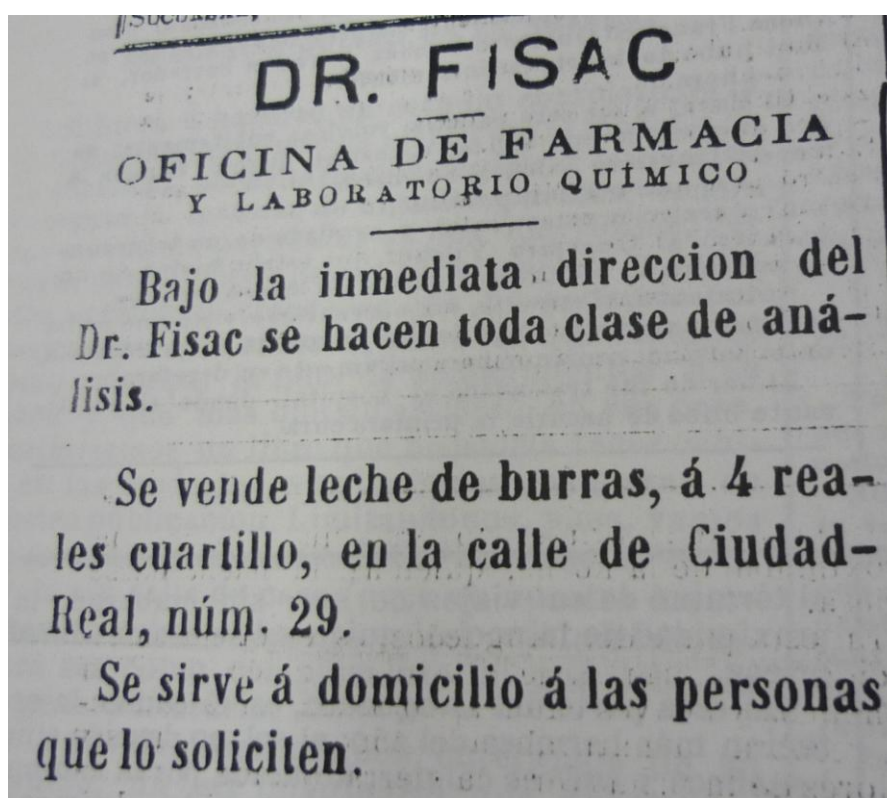 DR. FISAC
OFICINA DE FARMACIA
Y LABORATORIO QUÍMICO
Bajo la inmediata direccion del
Dr. Fisac se hacen toda clase de aná-
lisis.
Se vende leche de burras, á 4 rea-
les cuartillo, en la calle de Ciudad-
Real, núm. 29.
Se sirve á domicilio á las personas
que lo soliciten.